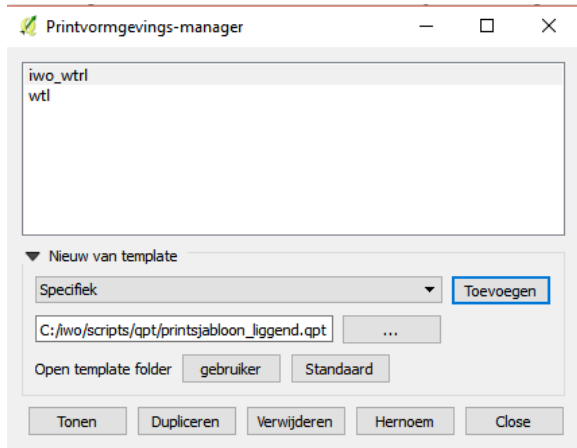 Printvormgevings-manager
iwo_wtrl
wtl
Nieuw van template
Specifiek
Toevoegen
C:/iwo/scripts/qpt/printsjabloon_liggend.qpt
...
Open template folder gebruiker Standaard
Tonen Dupliceren Verwijderen Hernoem Close